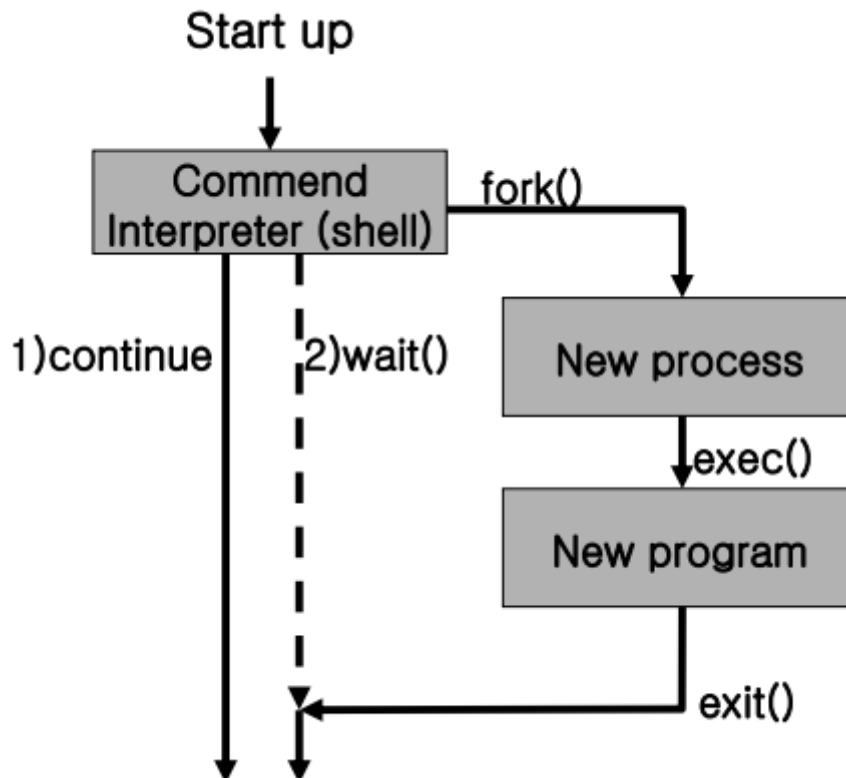 Start up
Commend
Interpreter (shell)
fork()
1)continue
2)wait()
New process
exec()
New program
exit()